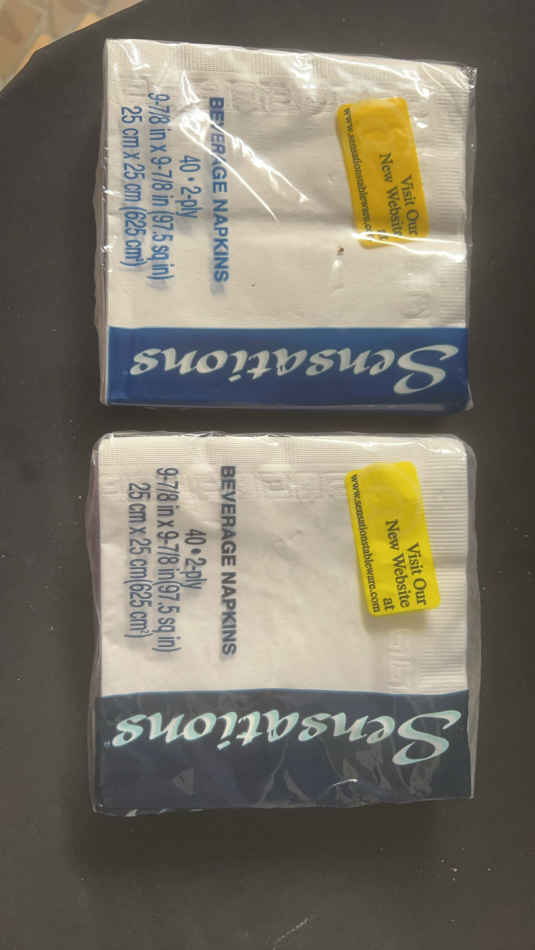 Sensations
BEVERAGE NAPKINS
40 • 2-ply
9-7/8 in x 9-7/8 in (97.5 sq in)
25 cm x 25 cm (625 cm²)
Visit Our
New Website
at
Sensations
BEVERAGE NAPKINS
40 • 2-ply
9-7/8 in x 9-7/8 in(97.5 sq in)
25 cm x 25 cm(625 cm²)
Visit Our
New Website
at
www.sensationstableware.com